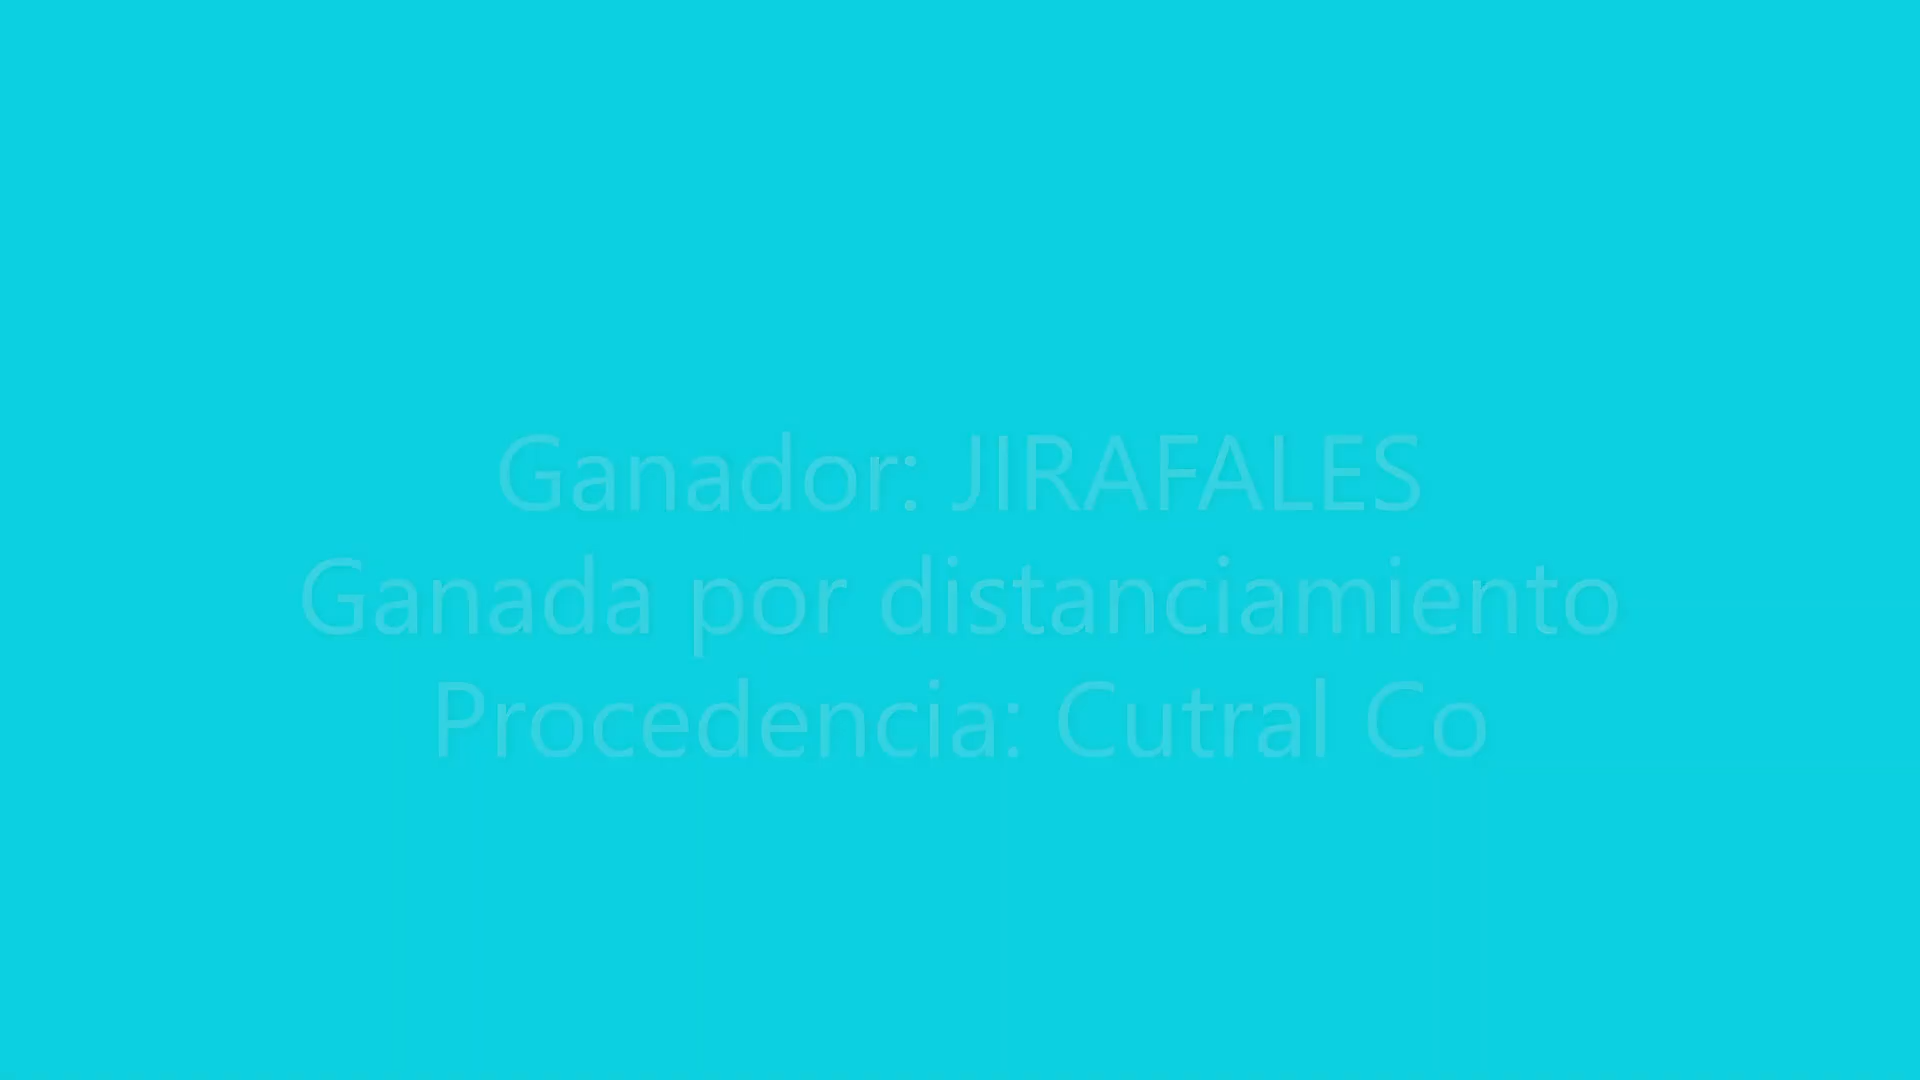 Ganador: JIRAFALES
Ganada por distanciamiento
Procedencia: Cutral Co